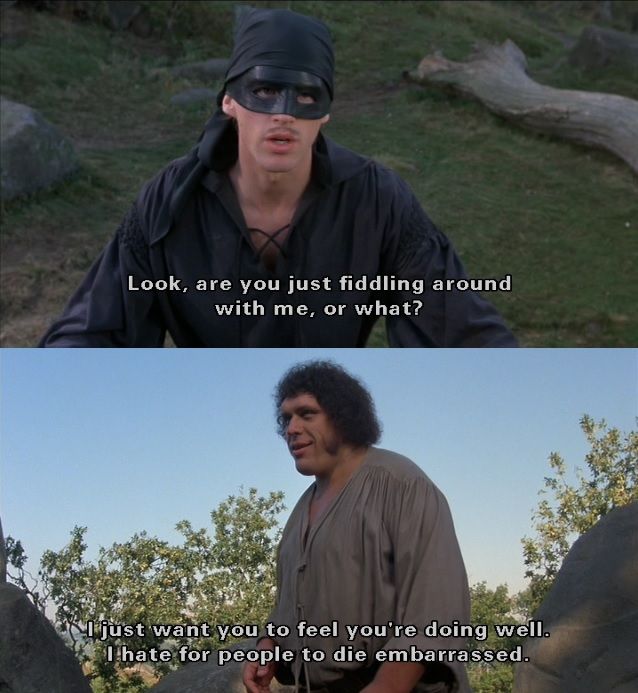 Look, are you just fiddling around
with me, or what?
I just want you to feel you're doing well.
I hate for people to die embarrassed.